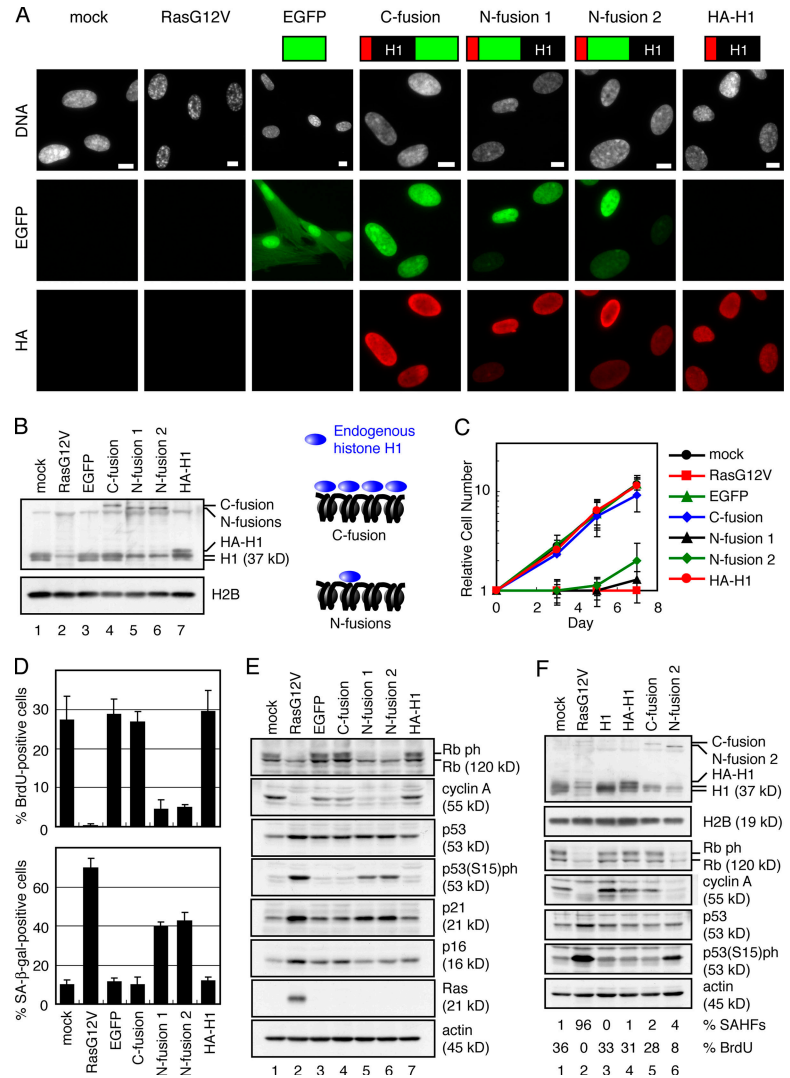 A
mock RasG12V EGFP C-fusion N-fusion 1 N-fusion 2 HA-H1
H1 H1 H1 H1
DNA
EGFP
HA
B
mock RasG12V EGFP C-fusion N-fusion 1 N-fusion 2 HA-H1
C-fusion
N-fusions
HA-H1
H1 (37 kD)
H2B
1 2 3 4 5 6 7
Endogenous
histone H1
C-fusion
N-fusions
C
Relative Cell Number
10
1
0 2 4 6 8
Day
mock
RasG12V
EGFP
C-fusion
N-fusion 1
N-fusion 2
HA-H1
D
% BrdU-positive cells
30
20
10
0
% SA-β-gal-positive cells
60
40
20
0
mock RasG12V EGFP C-fusion N-fusion 1 N-fusion 2 HA-H1
E
mock RasG12V EGFP C-fusion N-fusion 1 N-fusion 2 HA-H1
Rb ph
Rb (120 kD)
cyclin A
(55 kD)
p53
(53 kD)
p53(S15)ph
(53 kD)
p21
(21 kD)
p16
(16 kD)
Ras
(21 kD)
actin
(45 kD)
1 2 3 4 5 6 7
F
mock RasG12V H1 HA-H1 C-fusion N-fusion 2
C-fusion
N-fusion 2
HA-H1
H1 (37 kD)
H2B (19 kD)
Rb ph
Rb (120 kD)
cyclin A
(55 kD)
p53
(53 kD)
p53(S15)ph
(53 kD)
actin
(45 kD)
1 96 0 1 2 4 % SAHFs
36 0 33 31 28 8 % BrdU
1 2 3 4 5 6